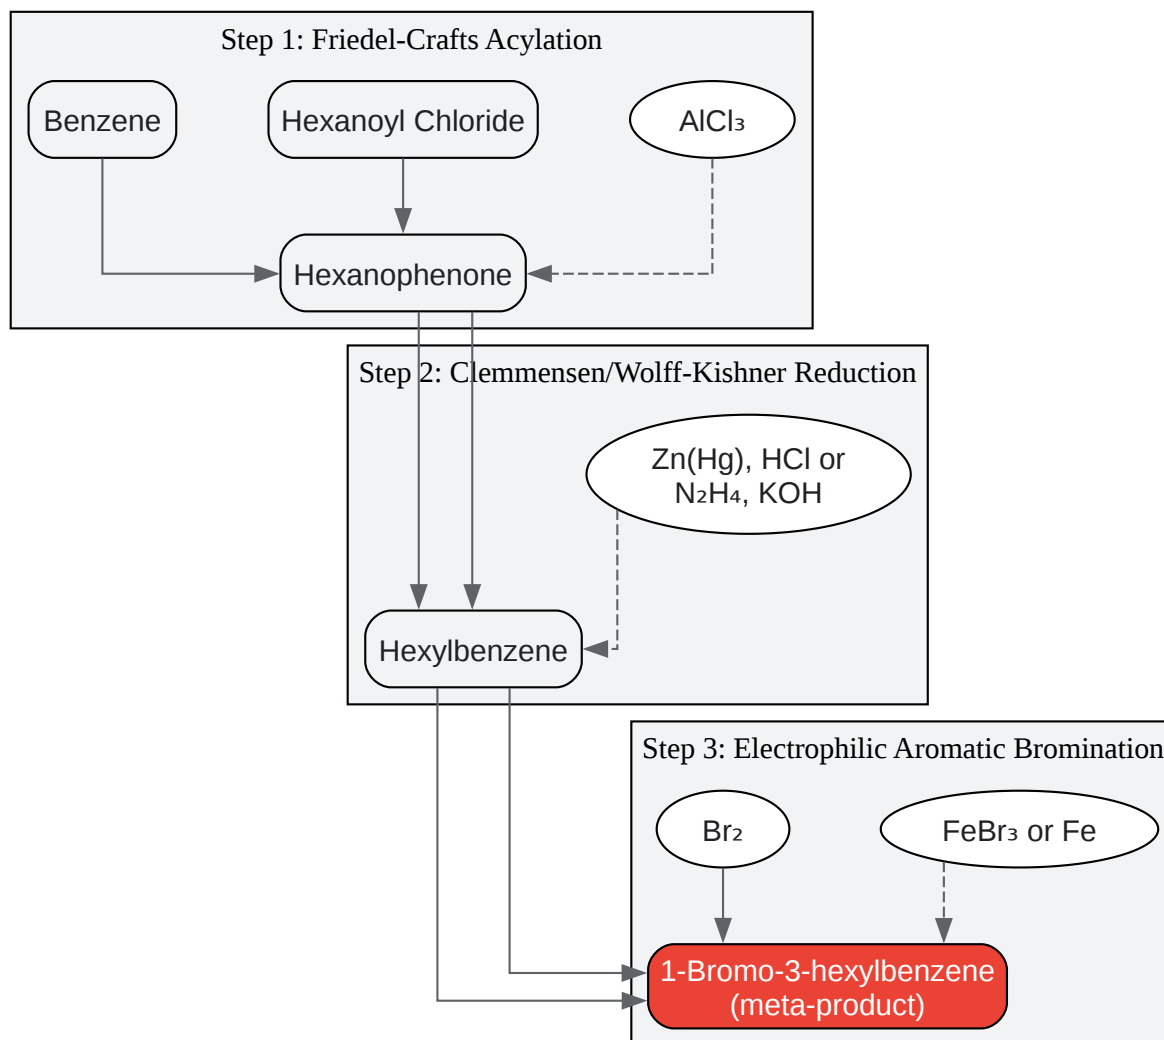 Step 1: Friedel-Crafts Acylation
Benzene
Hexanoyl Chloride
AlCl₃
Hexanophenone
Step 2: Clemmensen/Wolff-Kishner Reduction
Zn(Hg), HCl or
N₂H₄, KOH
Hexylbenzene
Step 3: Electrophilic Aromatic Bromination
Br₂
FeBr₃ or Fe
1-Bromo-3-hexylbenzene
(meta-product)